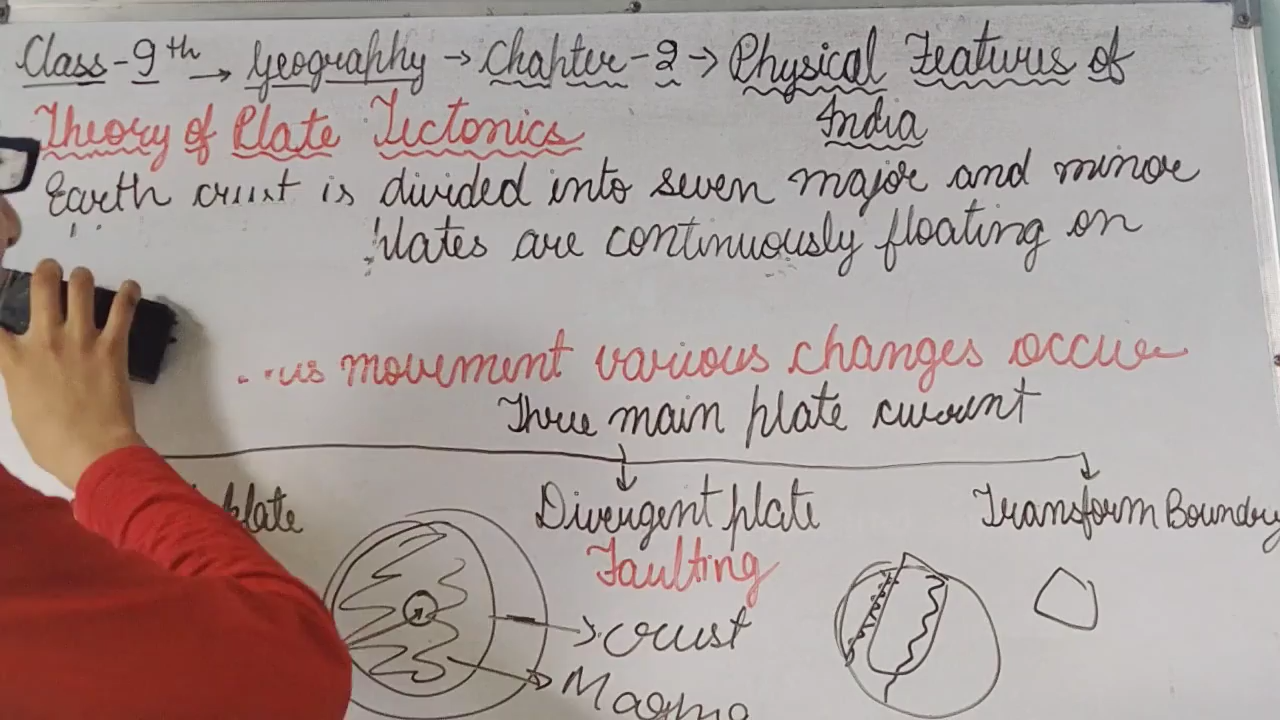 Class-9th → Geography → Chapter-2 → Physical Features of
India
Theory of Plate Tectonics
Earth crust is divided into seven major and minor
plates are continuously floating on
us movement various changes occur
Three main plate current
plate
Divergent plate
Transform Boundry
Faulting
crust
Magma